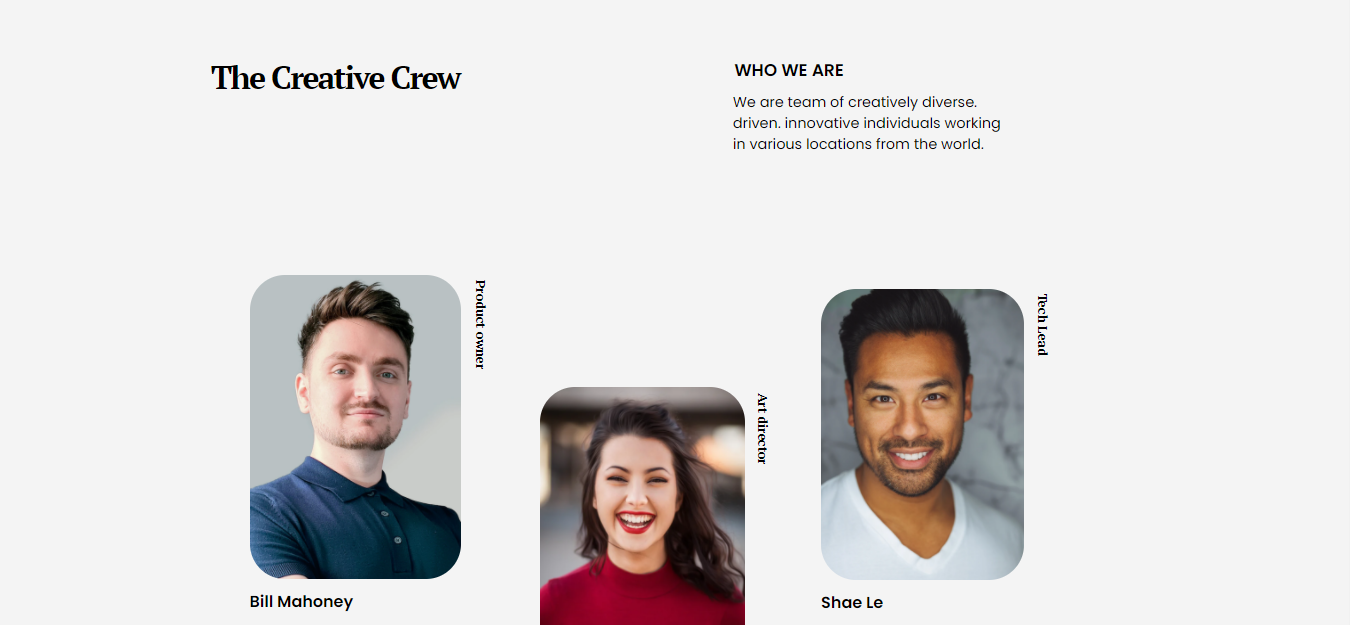 The Creative Crew
WHO WE ARE
We are team of creatively diverse.
driven. innovative individuals working
in various locations from the world.
Product owner
Art director
Tech Lead
Bill Mahoney
Shae Le